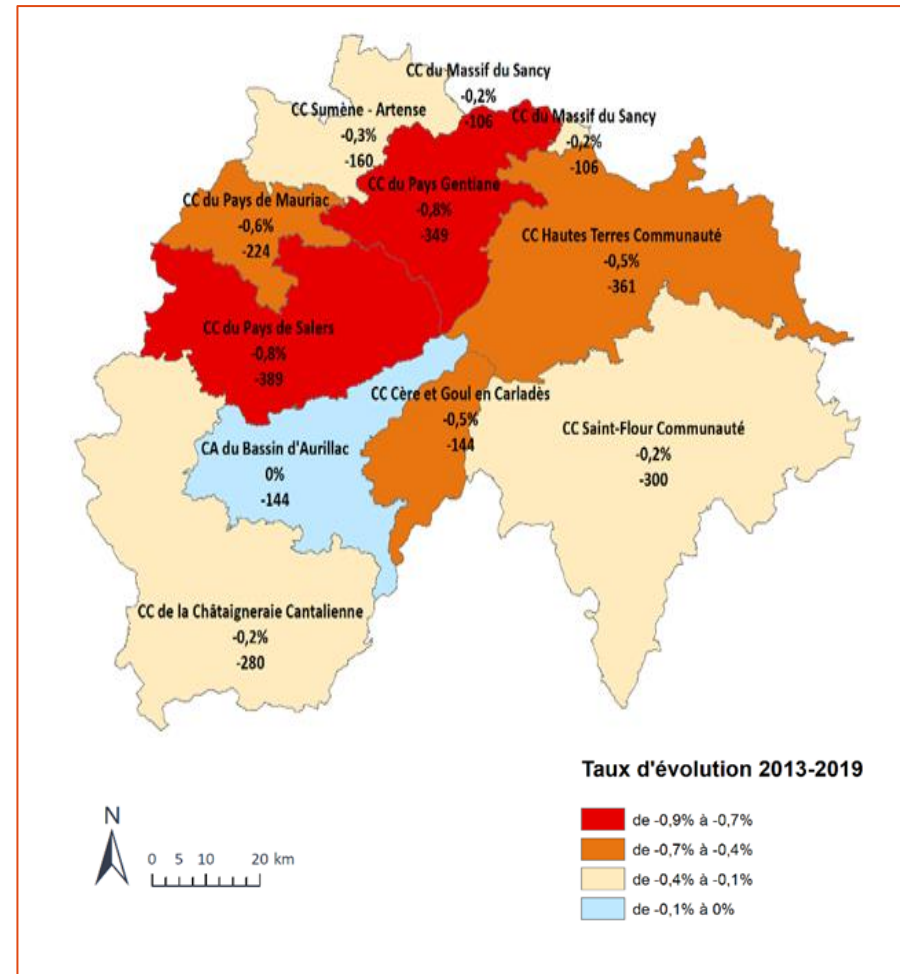 CC du Massif du Sancy
-0,2%
-106
CC Sumène - Artense
-0,3%
-160
CC du Massif du Sancy
-0,2%
-106
CC du Pays Gentiane
-0,8%
-349
CC du Pays de Mauriac
-0,6%
-224
CC Hautes Terres Communauté
-0,5%
-361
CC du Pays de Salers
-0,8%
-389
CC Cère et Goul en Carladès
-0,5%
-144
CC Saint-Flour Communauté
-0,2%
-300
CA du Bassin d'Aurillac
0%
-144
CC de la Châtaigneraie Cantalienne
-0,2%
-280
Taux d'évolution 2013-2019
de -0,9% à -0,7%
de -0,7% à -0,4%
de -0,4% à -0,1%
de -0,1% à 0%
N
0 5 10 20 km